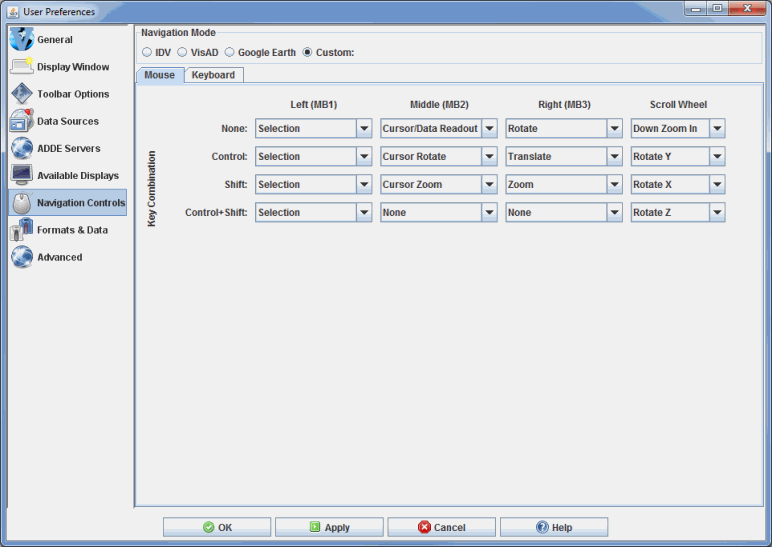 User Preferences
General
Display Window
Toolbar Options
Data Sources
ADDE Servers
Available Displays
Navigation Controls
Formats & Data
Advanced
Navigation Mode
IDV VisAD Google Earth Custom:
Mouse Keyboard
Left (MB1) Middle (MB2) Right (MB3) Scroll Wheel
Key Combination
None: Selection Cursor/Data Readout Rotate Down Zoom In
Control: Selection Cursor Rotate Translate Rotate Y
Shift: Selection Cursor Zoom Zoom Rotate X
Control+Shift: Selection None None Rotate Z
OK Apply Cancel Help